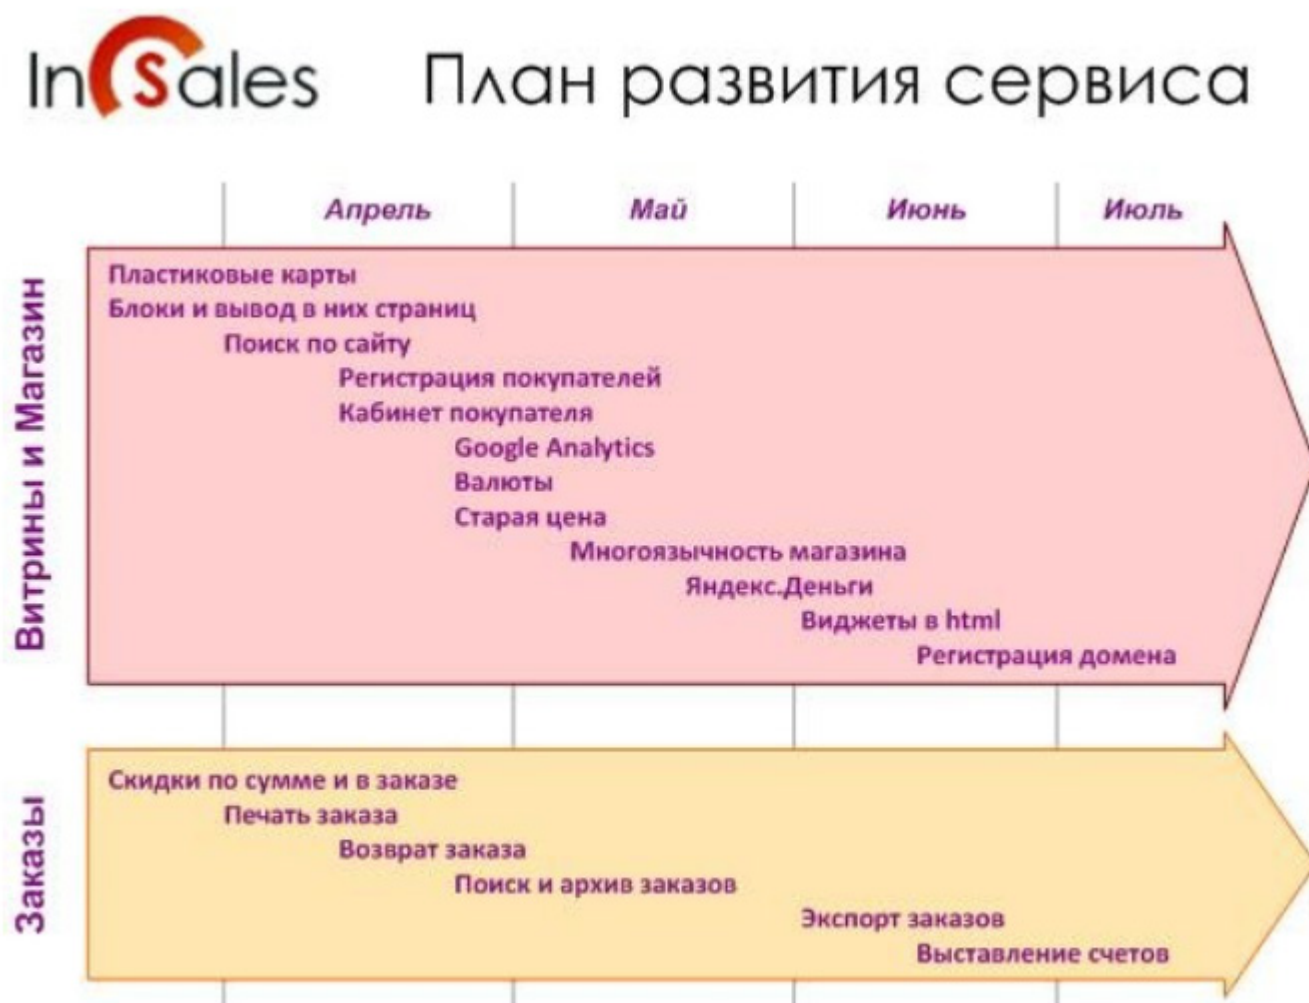 InSales
План развития сервиса
Апрель Май Июнь Июль
Витрины и Магазин
Пластиковые карты
Блоки и вывод в них страниц
Поиск по сайту
Регистрация покупателей
Кабинет покупателя
Google Analytics
Валюты
Старая цена
Многоязычность магазина
Яндекс.Деньги
Виджеты в html
Регистрация домена
Заказы
Скидки по сумме и в заказе
Печать заказа
Возврат заказа
Поиск и архив заказов
Экспорт заказов
Выставление счетов